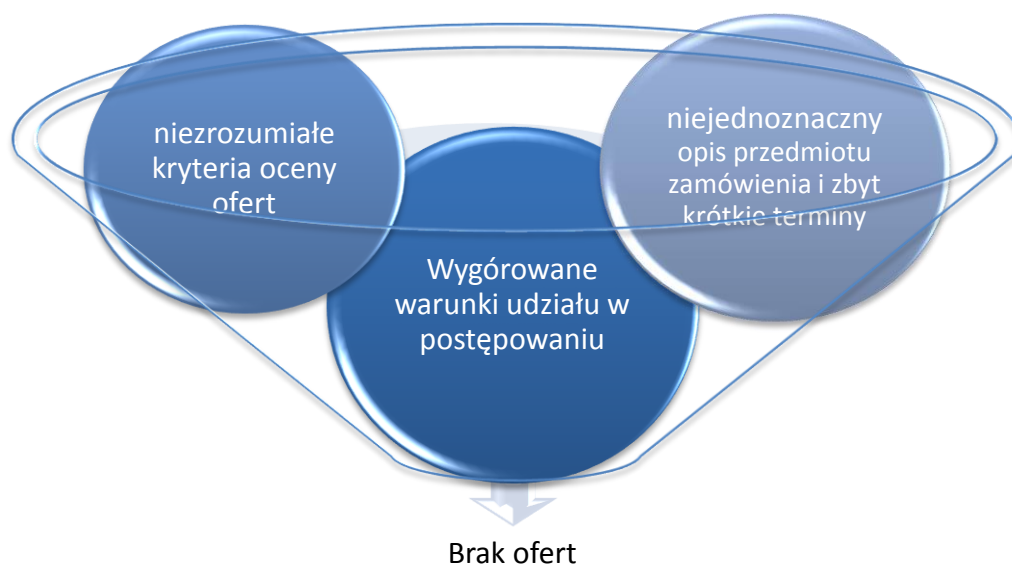 niezrozumiałe
kryteria oceny
ofert
niejednoznaczny
opis przedmiotu
zamówienia i zbyt
krótkie terminy
Wygórowane
warunki udziału w
postępowaniu
Brak ofert